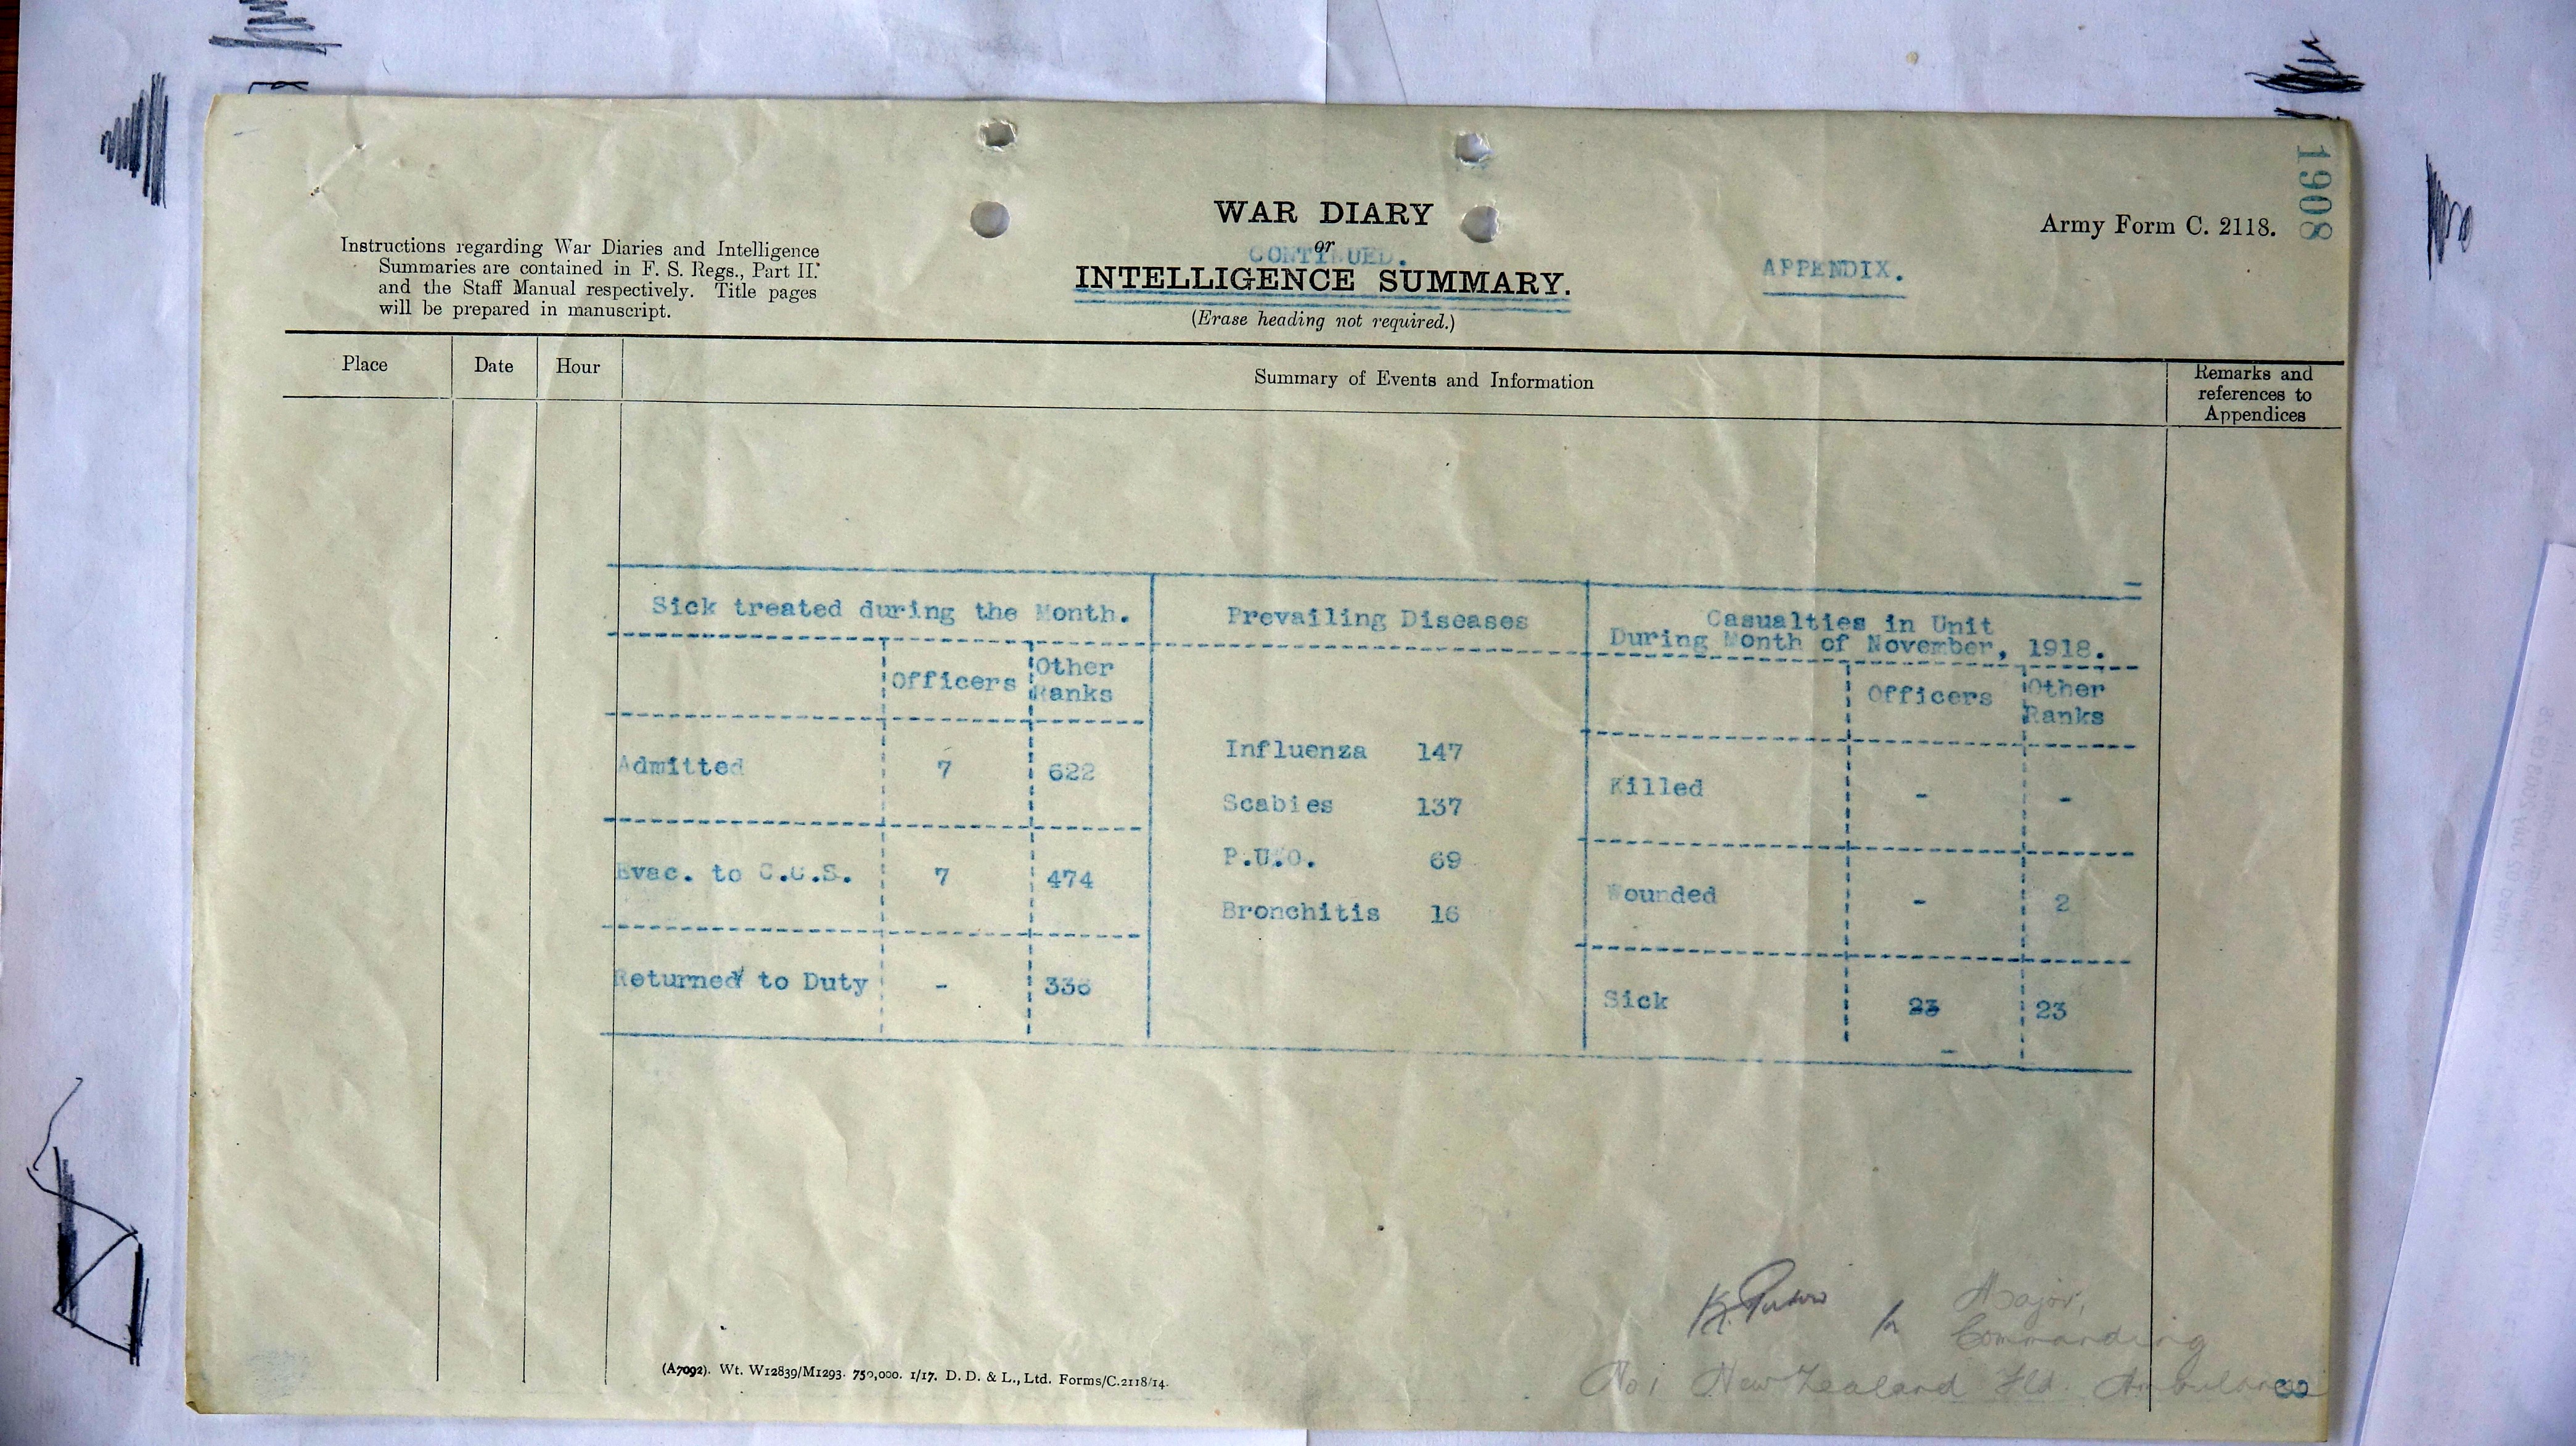 1908
WAR DIARY
or
CONTINUED.
INTELLIGENCE SUMMARY.
(Erase heading not required.)
Instructions regarding War Diaries and Intelligence
Summaries are contained in F. S. Regs., Part II.
and the Staff Manual respectively. Title pages
will be prepared in manuscript.
APPENDIX.
Army Form C. 2118.
Place Date Hour Summary of Events and Information Remarks and
references to
Appendices
Sick treated during the Month.
Officers Other
Ranks
Admitted 7 622
Evac. to C.C.S. 7 474
Returned to Duty - 336
Prevailing Diseases
Influenza 147
Scabies 137
P.U.O. 69
Bronchitis 16
Casualties in Unit
During Month of November, 1918.
Officers Other
Ranks
Killed - -
Wounded - 2
Sick 23 23
-
Major,
Commanding
No 1 New Zealand Fld. Ambulance
(A7092). Wt. W12839/M1293. 750,000. 1/17. D. D. & L., Ltd. Forms/C.2118/14.